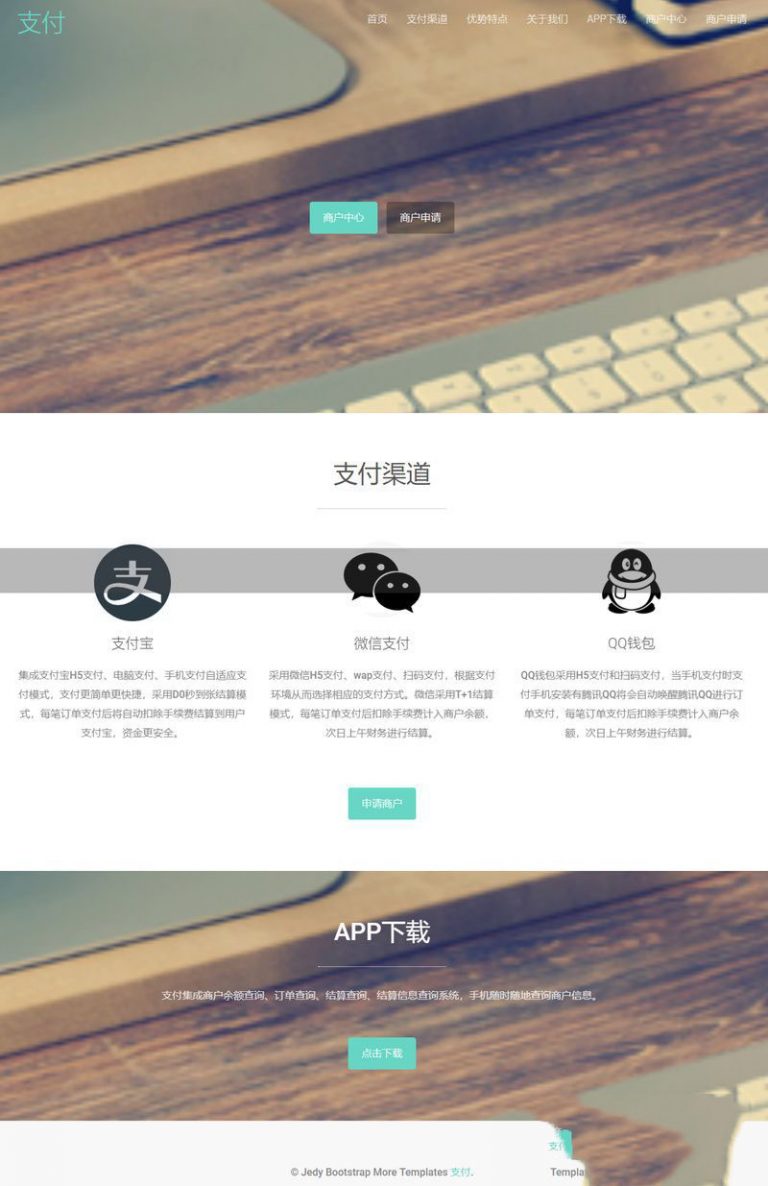 支付
首页 支付渠道 优势特点 关于我们 APP下载 商户中心 商户申请
商户中心 商户申请
支付渠道
支付宝
集成支付宝H5支付、电脑支付、手机支付自适应支
付模式，支付更简单更快捷，采用D0秒到张结算模
式，每笔订单支付后将自动扣除手续费结算到用户
支付宝，资金更安全。
微信支付
采用微信H5支付、wap支付、扫码支付，根据支付
环境从而选择相应的支付方式。微信采用T+1结算
模式，每笔订单支付后扣除手续费计入商户余额，
次日上午财务进行结算。
QQ钱包
QQ钱包采用H5支付和扫码支付，当手机支付时支
付手机安装有腾讯QQ将会自动唤醒腾讯QQ进行订
单支付，每笔订单支付后扣除手续费计入商户余
额，次日上午财务进行结算。
申请商户
APP下载
支付集成商户余额查询、订单查询、结算查询、结算信息查询系统，手机随时随地查询商户信息。
点击下载
支
© Jedy Bootstrap More Templates 支付.
Templa